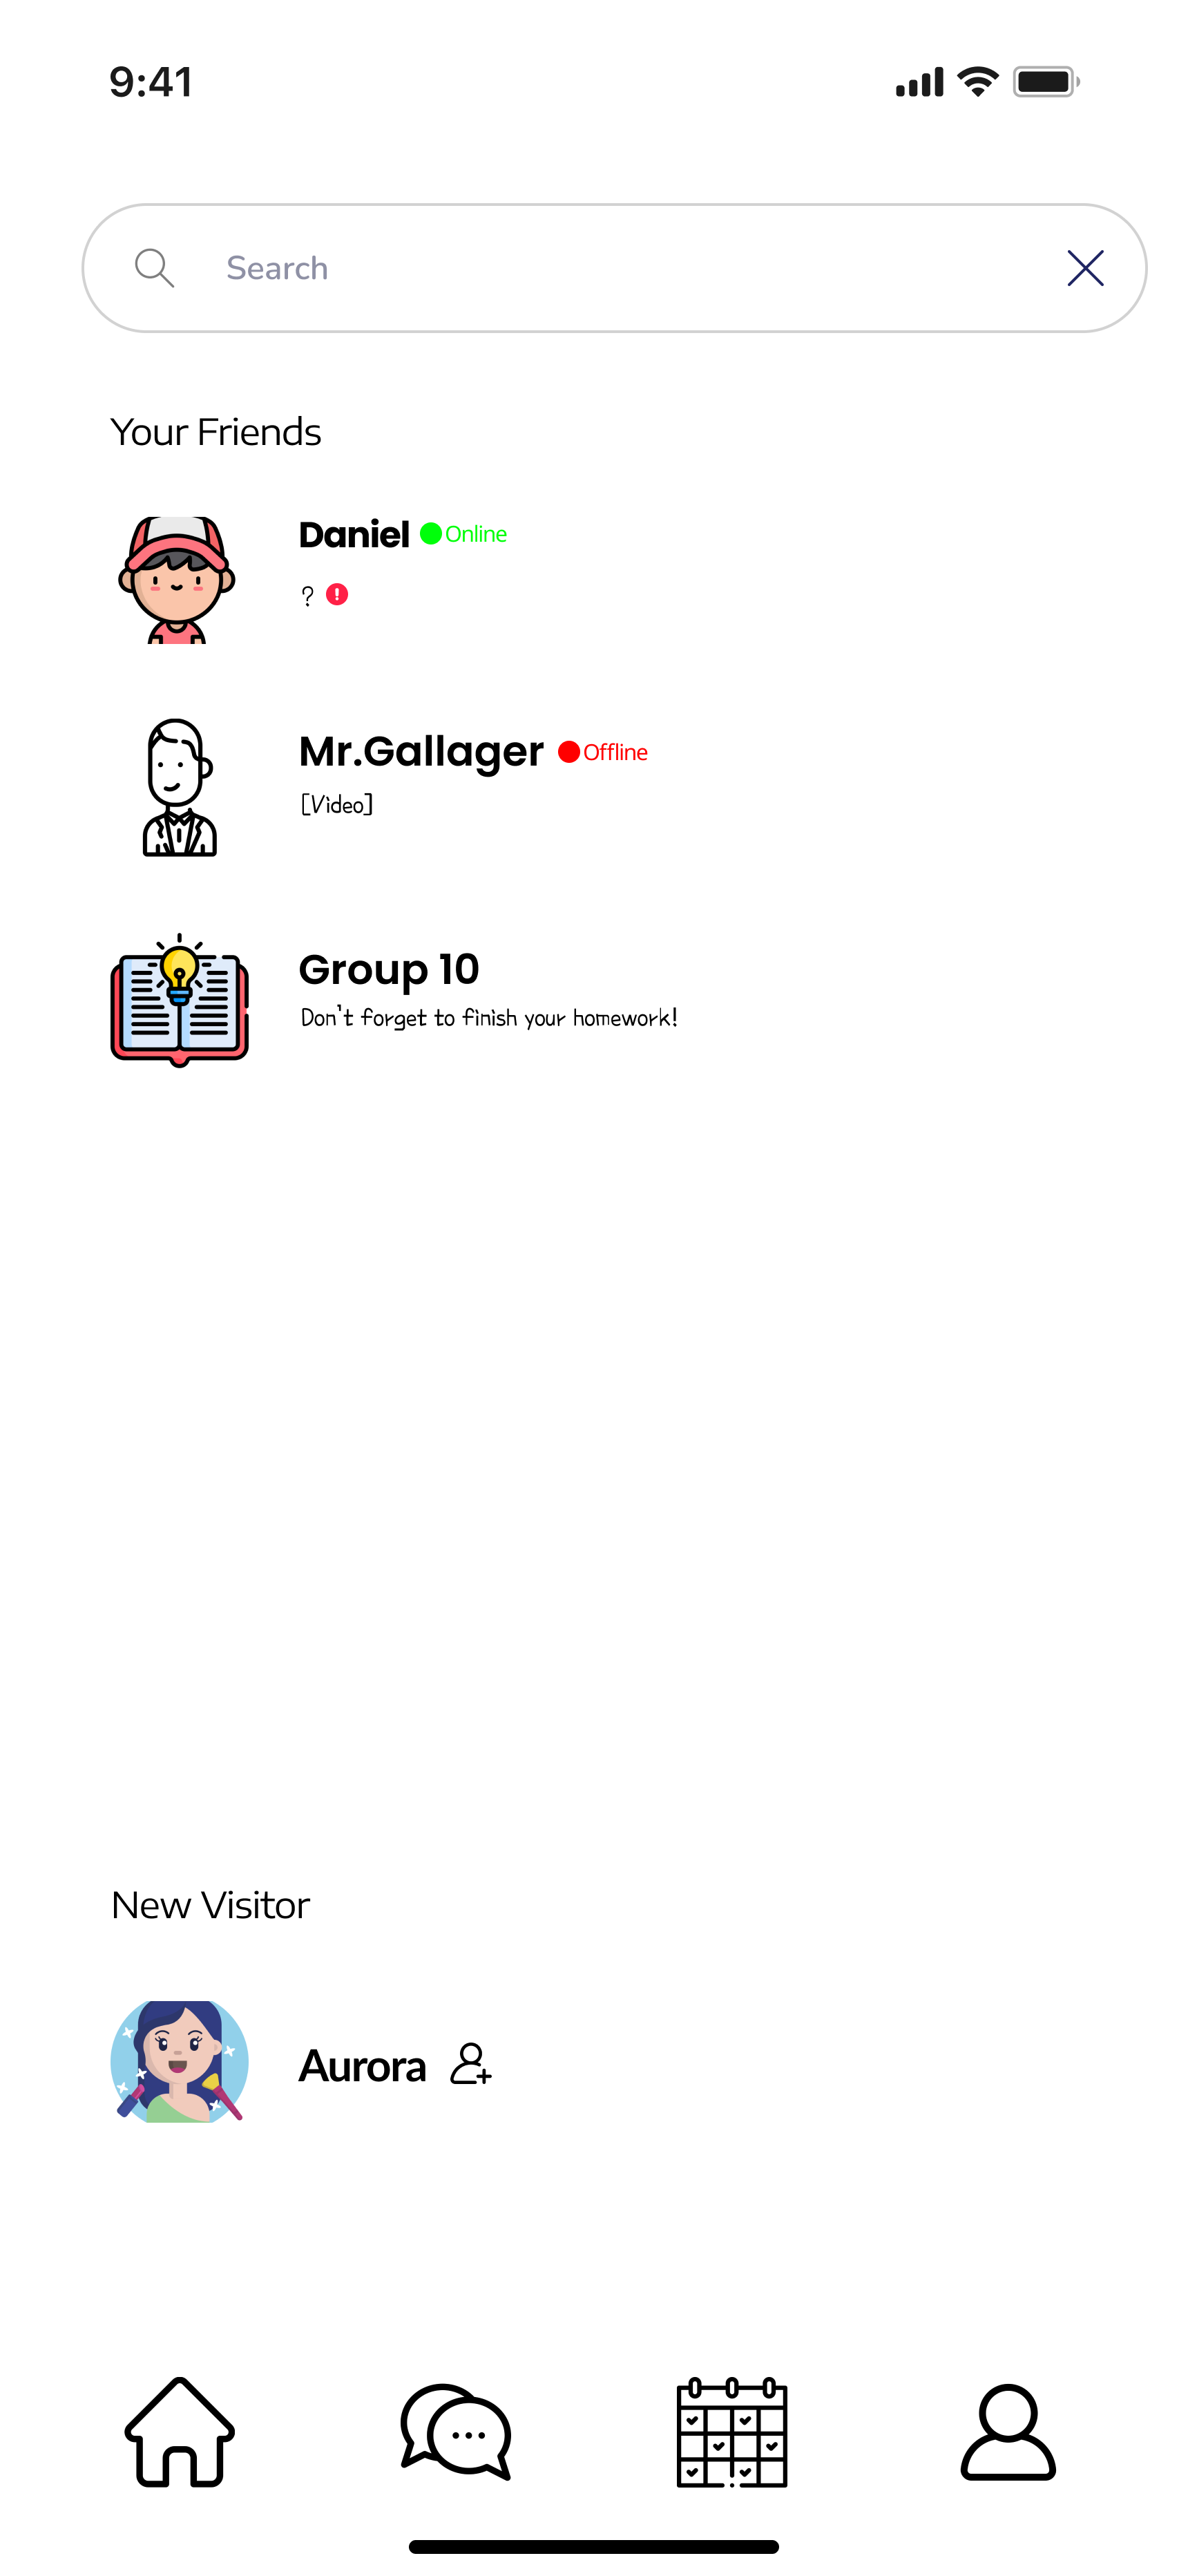 9:41
Search
Your Friends
Daniel Online
?
Mr.Gallager Offline
[Video]
Group 10
Don't forget to finish your homework!
New Visitor
Aurora